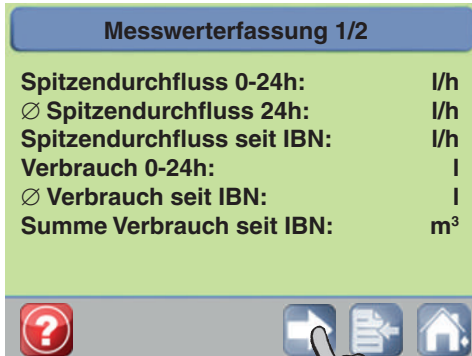 Messwerterfassung 1/2
Spitzendurchfluss 0-24h: l/h
∅ Spitzendurchfluss 24h: l/h
Spitzendurchfluss seit IBN: l/h
Verbrauch 0-24h: l
∅ Verbrauch seit IBN: l
Summe Verbrauch seit IBN: m³
?